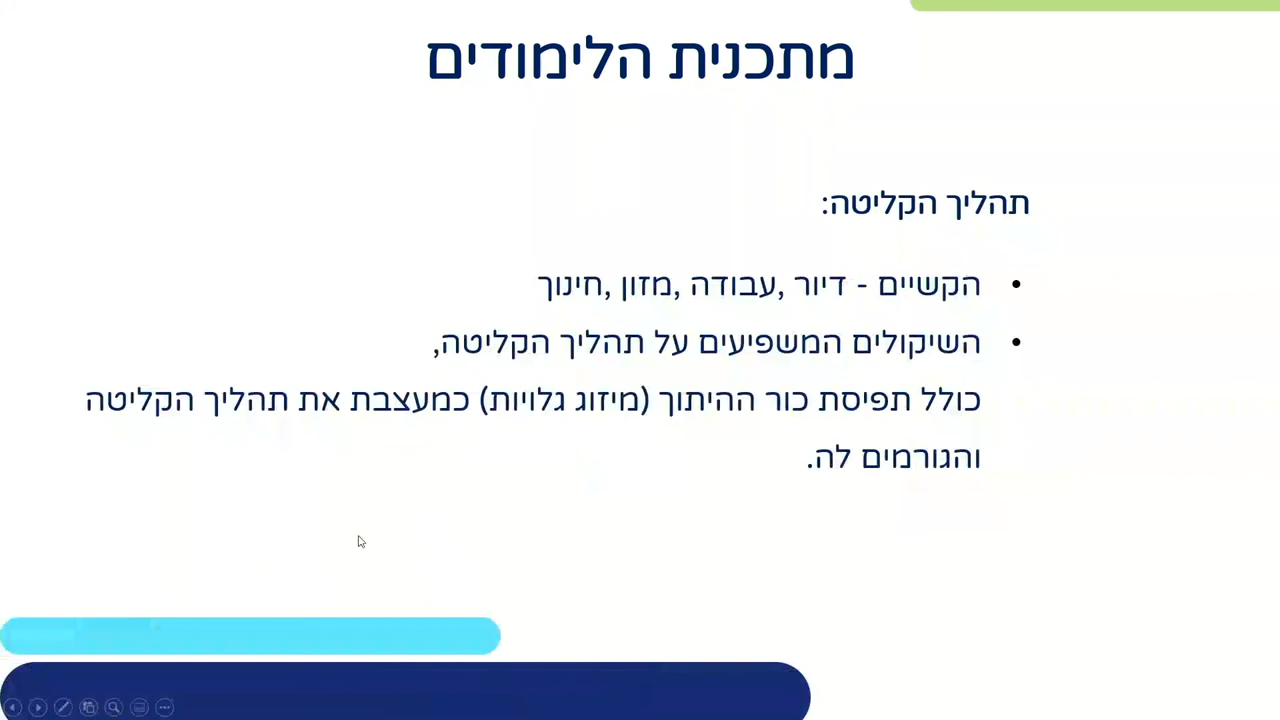 מתכנית הלימודים
תהליך הקליטה:
• הקשיים - דיור ,עבודה ,מזון ,חינוך
• השיקולים המשפיעים על תהליך הקליטה,
כולל תפיסת כור ההיתוך (מיזוג גלויות) כמעצבת את תהליך הקליטה
והגורמים לה.